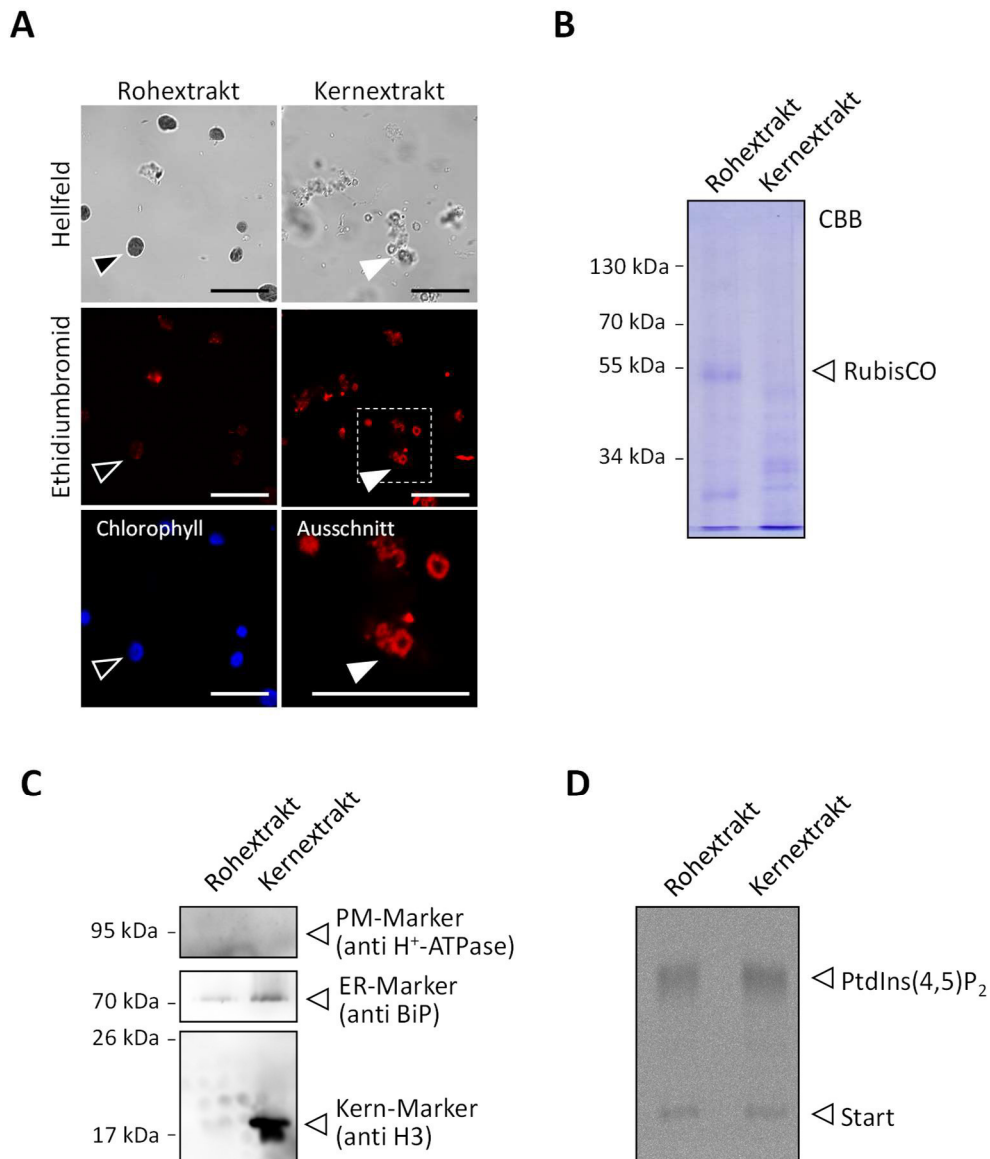 A
Rohextrakt
Kernextrakt
Hellfeld
Ethidiumbromid
Chlorophyll
Ausschnitt
B
Rohextrakt
Kernextrakt
CBB
130 kDa
70 kDa
55 kDa
RubisCO
34 kDa
C
Rohextrakt
Kernextrakt
95 kDa
PM-Marker
(anti H⁺-ATPase)
70 kDa
ER-Marker
(anti BiP)
26 kDa
17 kDa
Kern-Marker
(anti H3)
D
Rohextrakt
Kernextrakt
PtdIns(4,5)P₂
Start